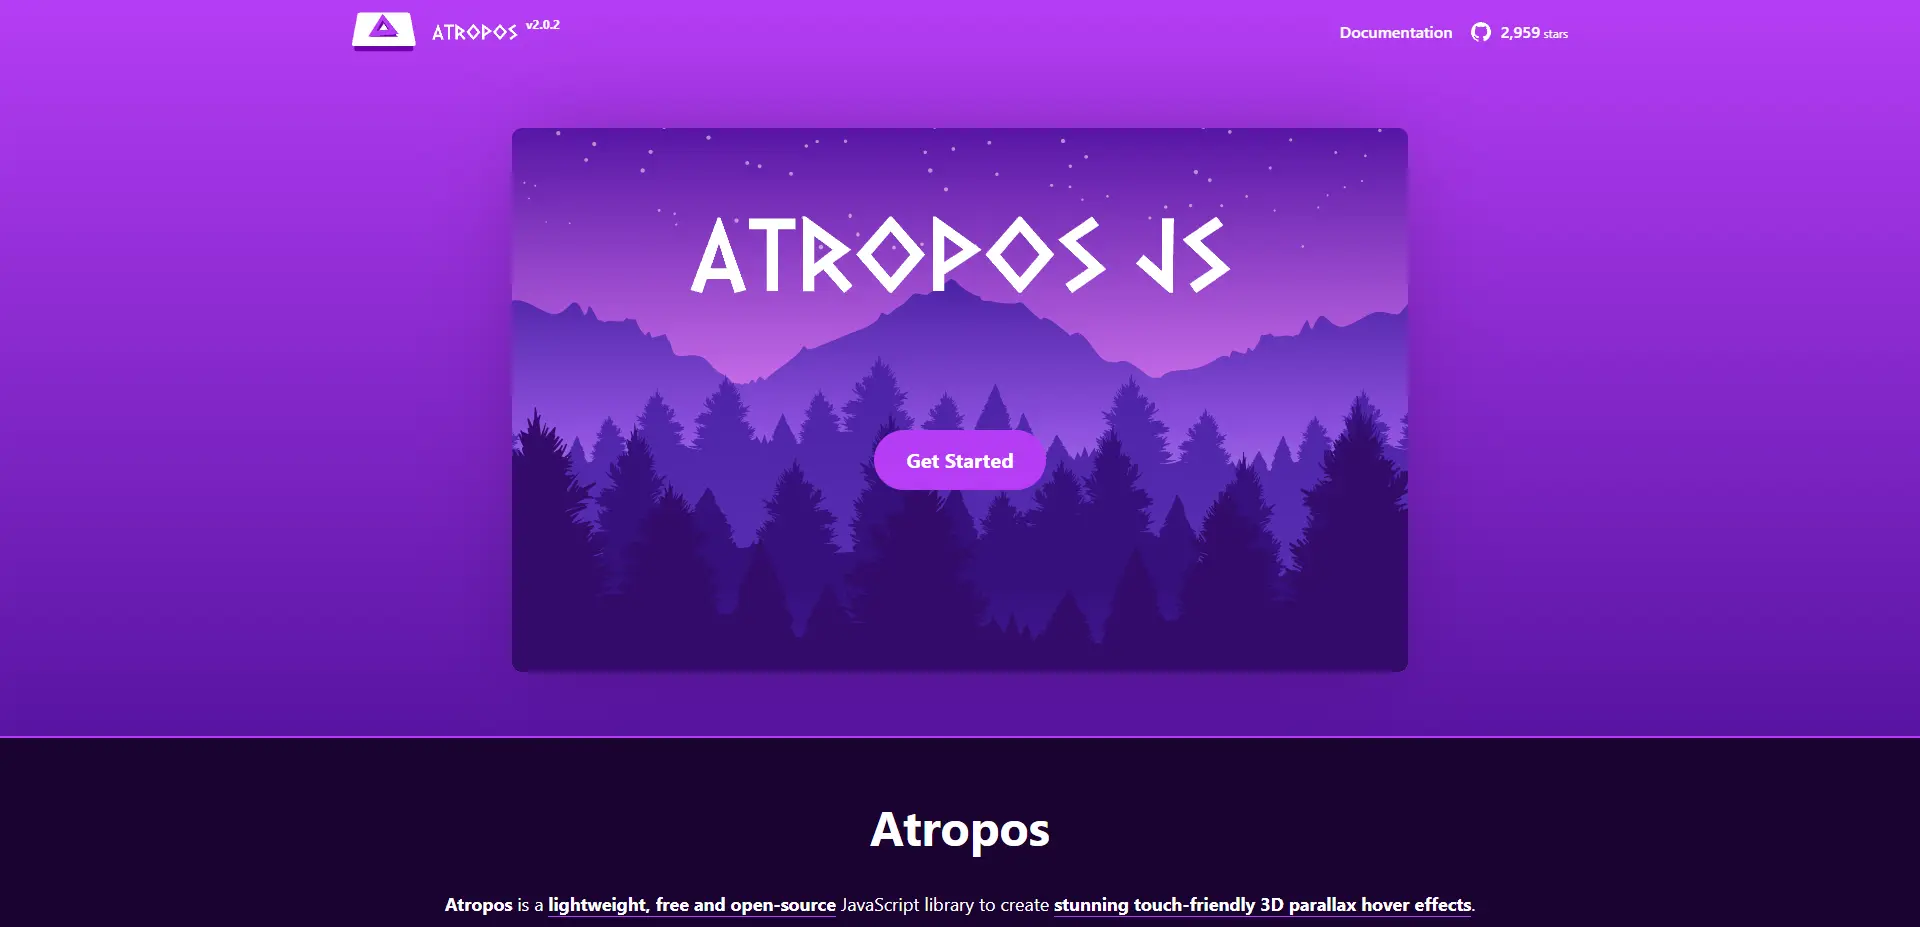 ATROPOS v2.0.2
Documentation 2,959 stars
ATROPOS JS
Get Started
Atropos
Atropos is a lightweight, free and open-source JavaScript library to create stunning touch-friendly 3D parallax hover effects.